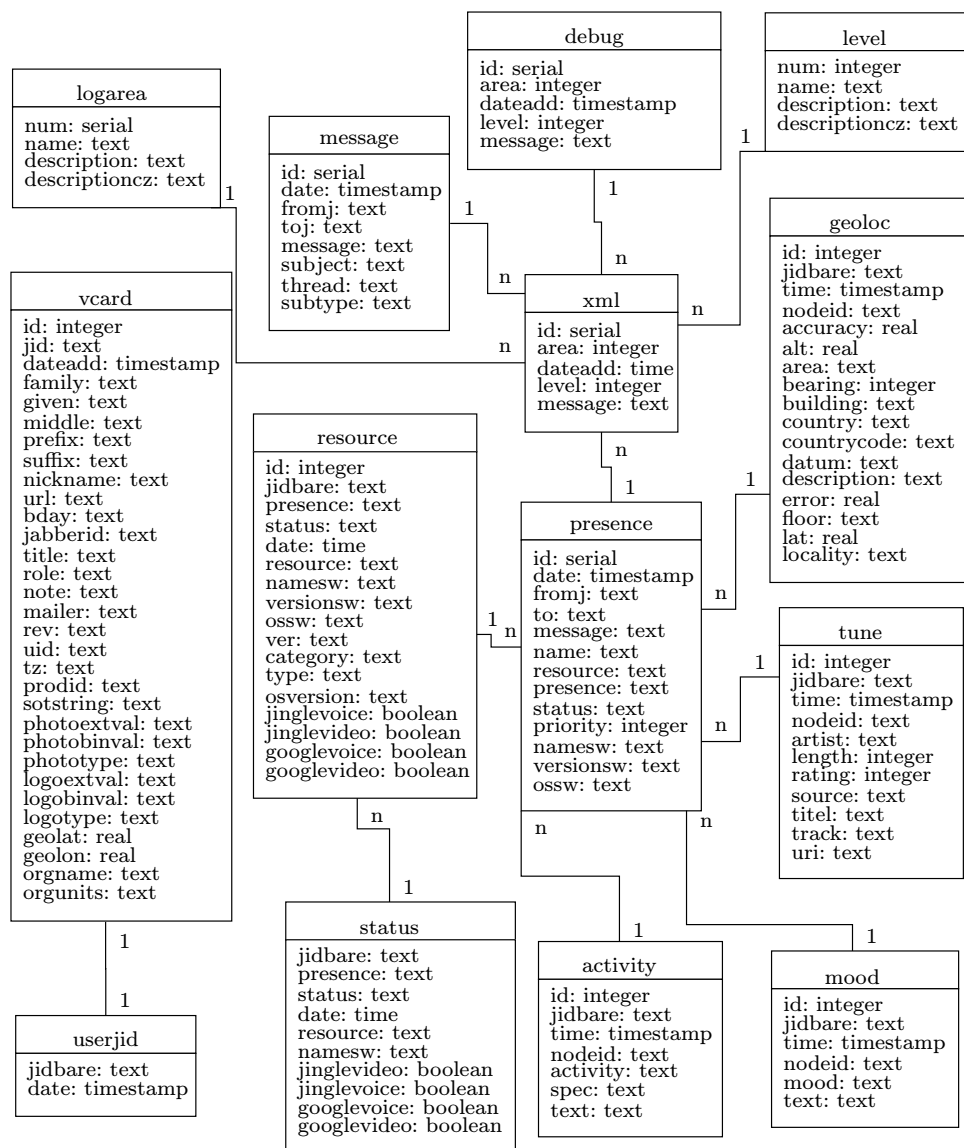 debug
id: serial
area: integer
dateadd: timestamp
level: integer
message: text
level
num: integer
name: text
description: text
descriptioncz: text
logarea
num: serial
name: text
description: text
descriptioncz: text
message
id: serial
date: timestamp
fromj: text
toj: text
message: text
subject: text
thread: text
subtype: text
1
1
1
1
n
n
n
n
xml
id: serial
area: integer
dateadd: time
level: integer
message: text
geoloc
id: integer
jidbare: text
time: timestamp
nodeid: text
accuracy: real
alt: real
area: text
bearing: integer
building: text
country: text
countrycode: text
datum: text
description: text
error: real
floor: text
lat: real
locality: text
vcard
id: integer
jid: text
dateadd: timestamp
family: text
given: text
middle: text
prefix: text
suffix: text
nickname: text
url: text
bday: text
jabberid: text
title: text
role: text
note: text
mailer: text
rev: text
uid: text
tz: text
prodid: text
sotstring: text
photoextval: text
photobinval: text
phototype: text
logoextval: text
logobinval: text
logotype: text
geolat: real
geolon: real
orgname: text
orgunits: text
resource
id: integer
jidbare: text
presence: text
status: text
date: time
resource: text
namesw: text
versionsw: text
ossw: text
ver: text
category: text
type: text
osversion: text
jinglevoice: boolean
jinglevideo: boolean
googlevoice: boolean
googlevideo: boolean
n
1
presence
id: serial
date: timestamp
fromj: text
to: text
message: text
name: text
resource: text
presence: text
status: text
priority: integer
namesw: text
versionsw: text
ossw: text
1
n
1
n
1
n
tune
id: integer
jidbare: text
time: timestamp
nodeid: text
artist: text
length: integer
rating: integer
source: text
titel: text
track: text
uri: text
n
n
n
1
1
1
1
1
status
jidbare: text
presence: text
status: text
date: time
resource: text
namesw: text
jinglevideo: boolean
jinglevoice: boolean
googlevoice: boolean
googlevideo: boolean
activity
id: integer
jidbare: text
time: timestamp
nodeid: text
activity: text
spec: text
text: text
mood
id: integer
jidbare: text
time: timestamp
nodeid: text
mood: text
text: text
userjid
jidbare: text
date: timestamp